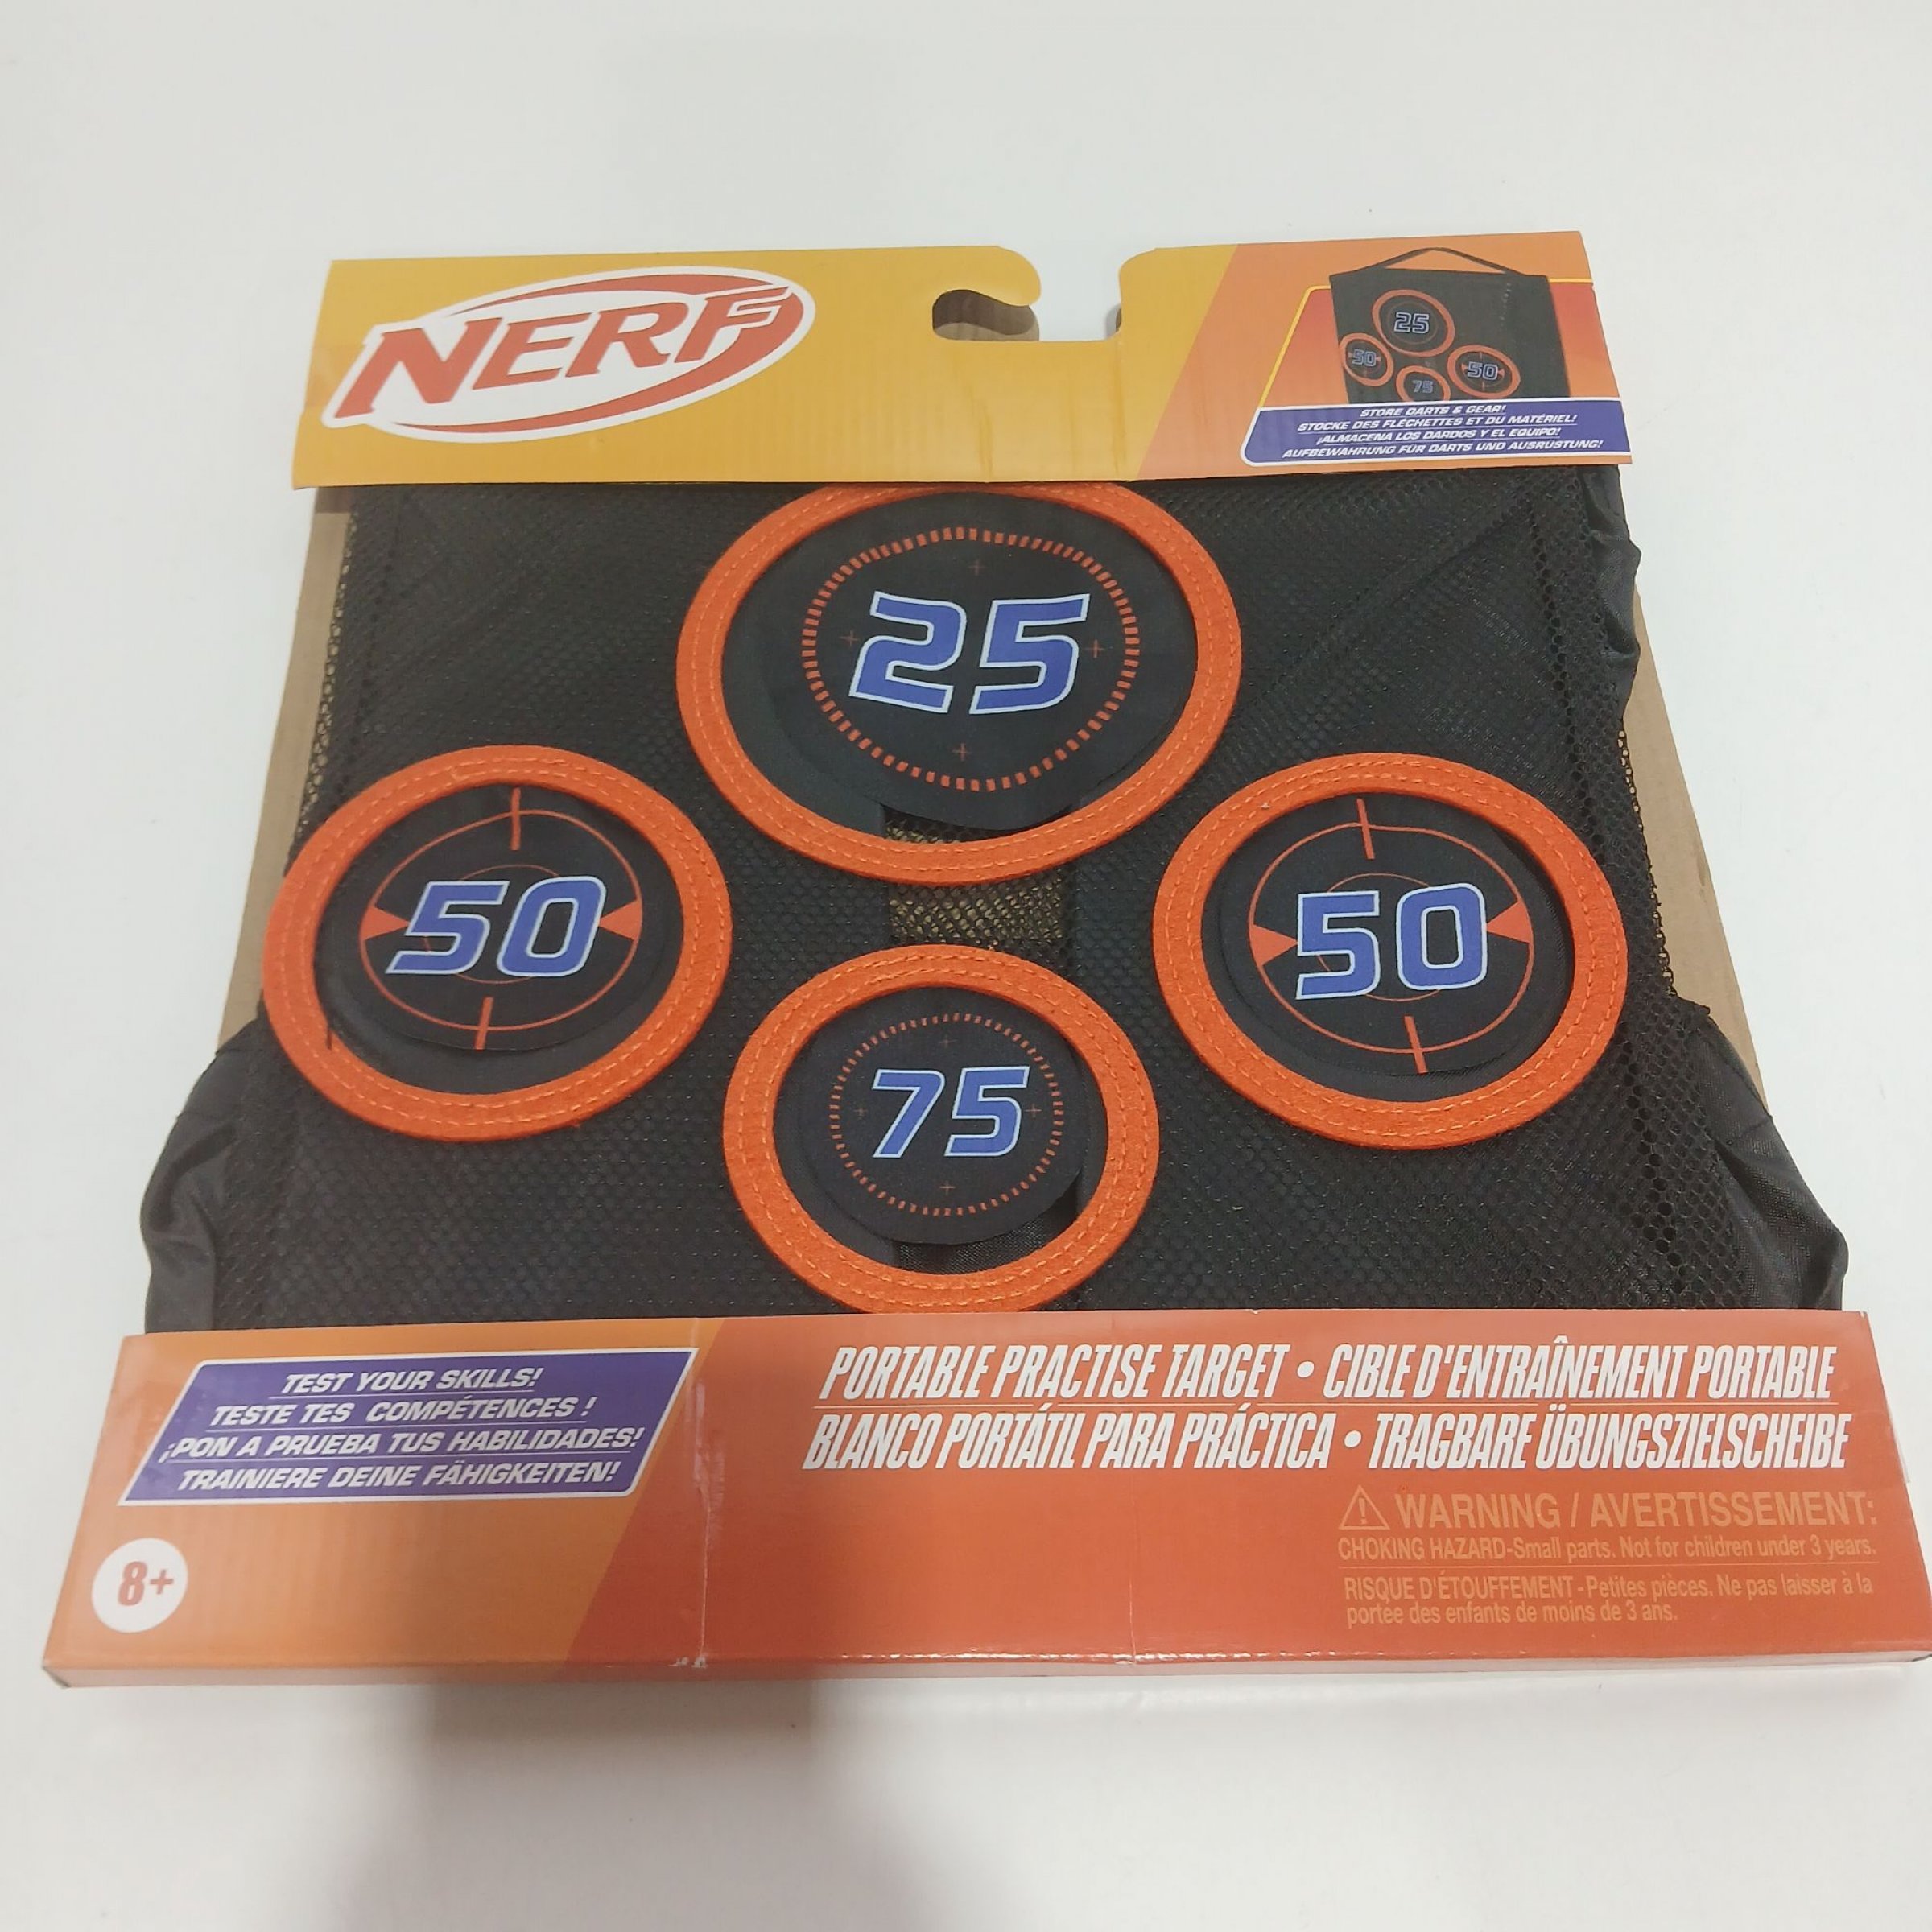 NERF
25
50
50
75
STORE DARTS & GEAR!
STOCKE DES FLÉCHETTES ET DU MATÉRIEL!
¡ALMACENA LOS DARDOS Y EL EQUIPO!
AUFBEWAHRUNG FÜR DARTS UND AUSRÜSTUNG!
25
50
50
75
TEST YOUR SKILLS!
TESTE TES COMPÉTENCES !
¡PON A PRUEBA TUS HABILIDADES!
TRAINIERE DEINE FÄHIGKEITEN!
8+
PORTABLE PRACTISE TARGET • CIBLE D'ENTRAÎNEMENT PORTABLE
BLANCO PORTÁTIL PARA PRÁCTICA • TRAGBARE ÜBUNGSZIELSCHEIBE
WARNING / AVERTISSEMENT:
CHOKING HAZARD-Small parts. Not for children under 3 years.
RISQUE D'ÉTOUFFEMENT - Petites pièces. Ne pas laisser à la
portée des enfants de moins de 3 ans.